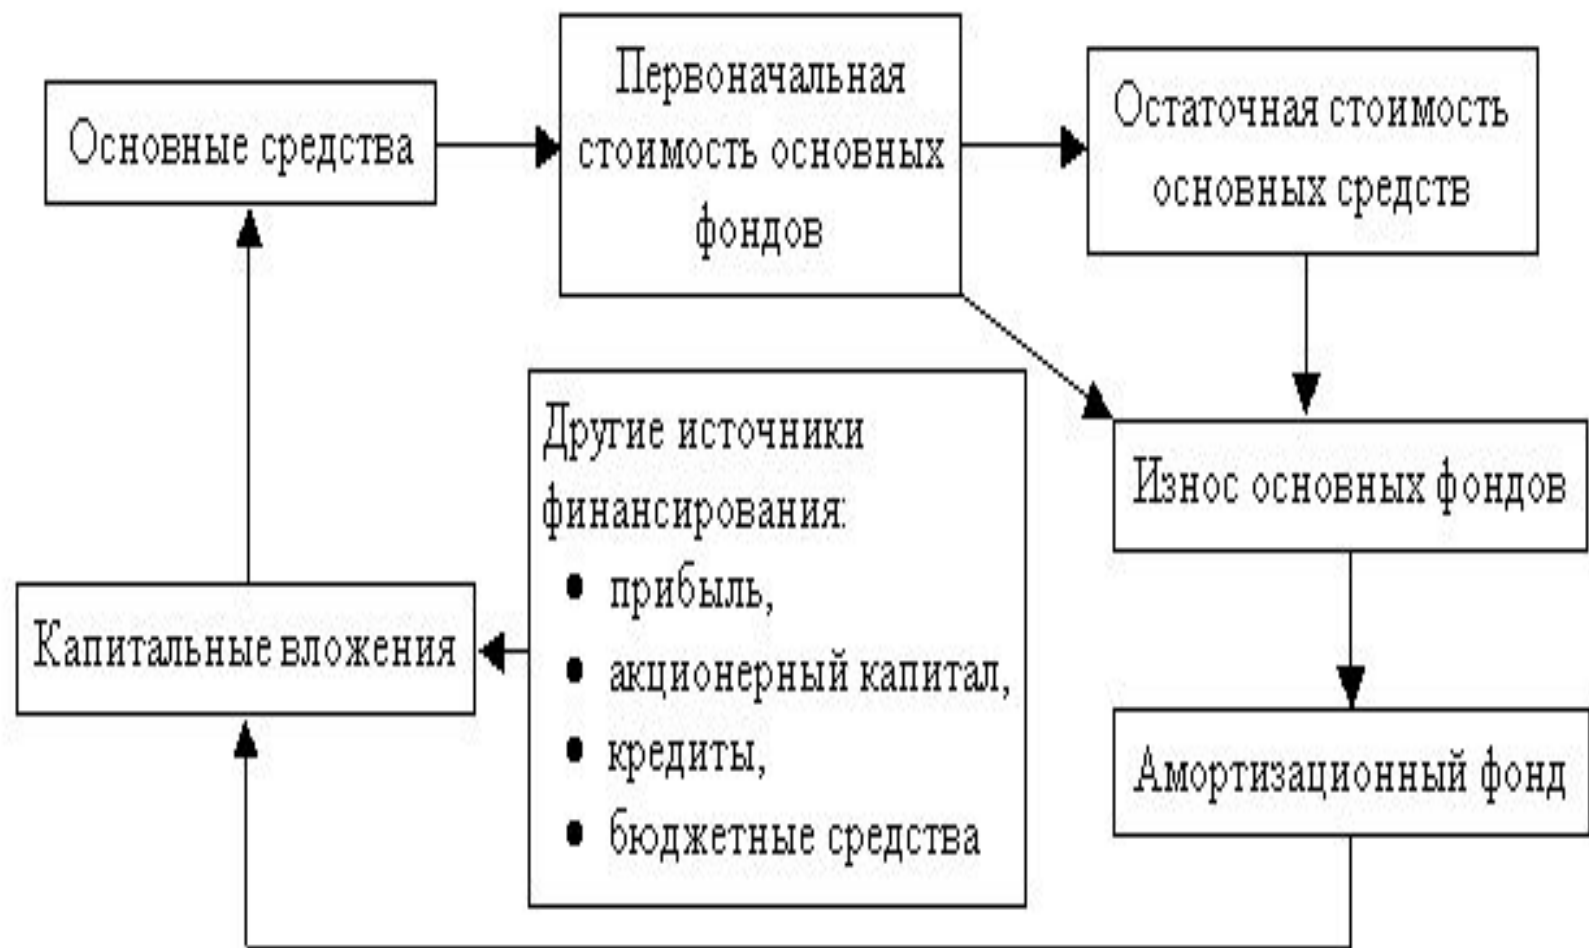 Основные средства
Первоначальная
стоимость основных
фондов
Остаточная стоимость
основных средств
Износ основных фондов
Амортизационный фонд
Другие источники
финансирования:
• прибыль,
• акционерный капитал,
• кредиты,
• бюджетные средства
Капитальные вложения